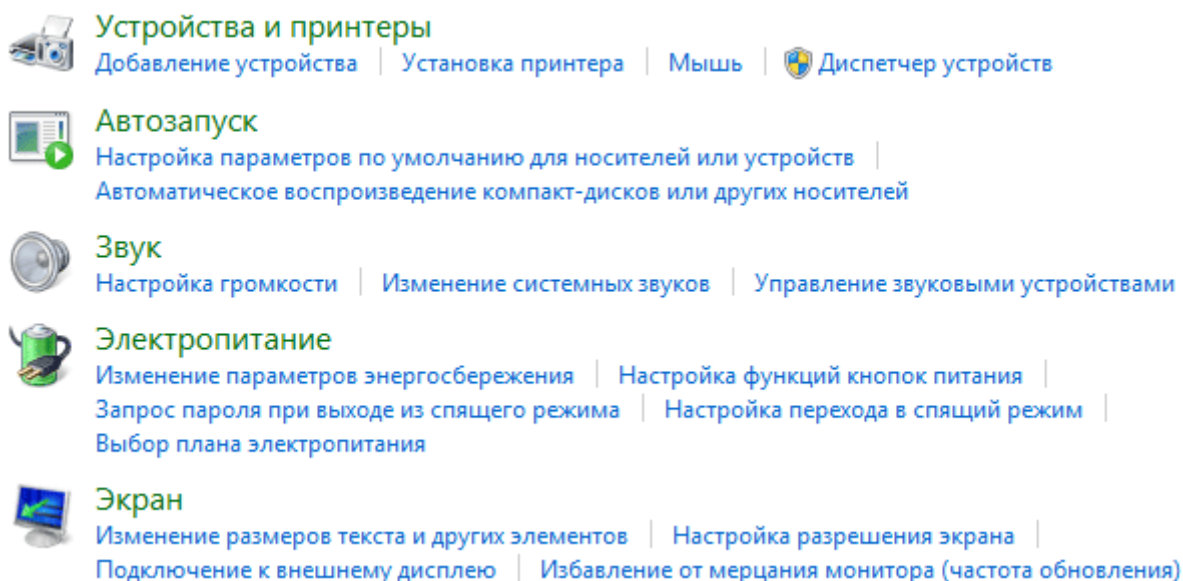 Устройства и принтеры
Добавление устройства Установка принтера Мышь Диспетчер устройств
Автозапуск
Настройка параметров по умолчанию для носителей или устройств
Автоматическое воспроизведение компакт-дисков или других носителей
Звук
Настройка громкости Изменение системных звуков Управление звуковыми устройствами
Электропитание
Изменение параметров энергосбережения Настройка функций кнопок питания
Запрос пароля при выходе из спящего режима Настройка перехода в спящий режим
Выбор плана электропитания
Экран
Изменение размеров текста и других элементов Настройка разрешения экрана
Подключение к внешнему дисплею Избавление от мерцания монитора (частота обновления)